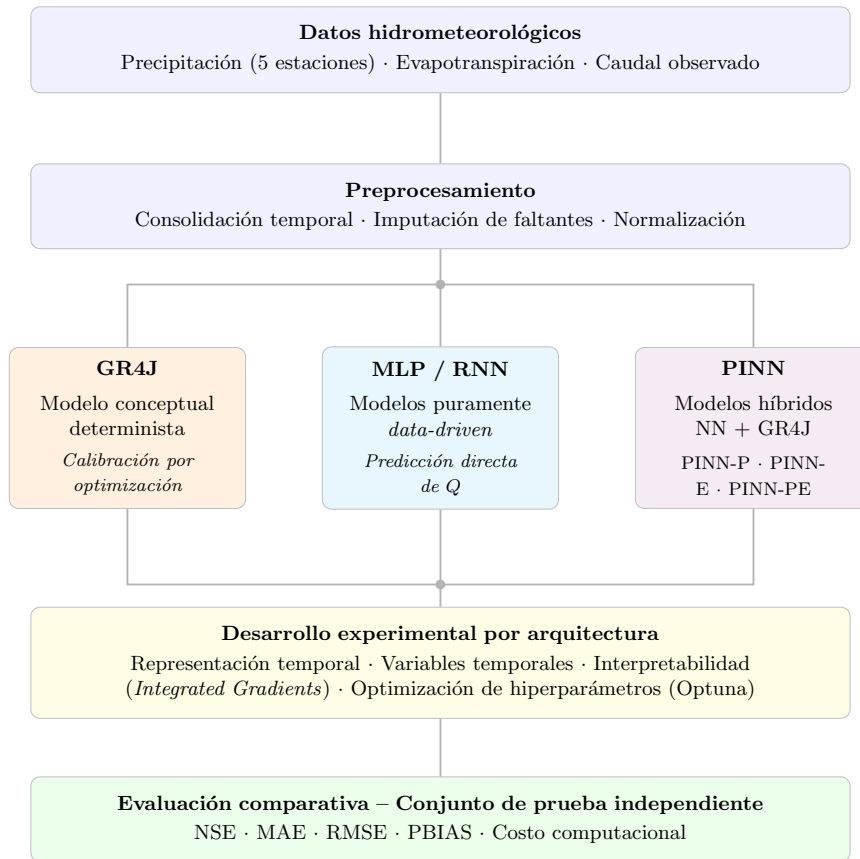 Datos hidrometeorológicos
Precipitación (5 estaciones) · Evapotranspiración · Caudal observado
Preprocesamiento
Consolidación temporal · Imputación de faltantes · Normalización
GR4J
Modelo conceptual
determinista
Calibración por
optimización
MLP / RNN
Modelos puramente
data-driven
Predicción directa
de Q
PINN
Modelos híbridos
NN + GR4J
PINN-P · PINN-
E · PINN-PE
Desarrollo experimental por arquitectura
Representación temporal · Variables temporales · Interpretabilidad
(Integrated Gradients) · Optimización de hiperparámetros (Optuna)
Evaluación comparativa – Conjunto de prueba independiente
NSE · MAE · RMSE · PBIAS · Costo computacional